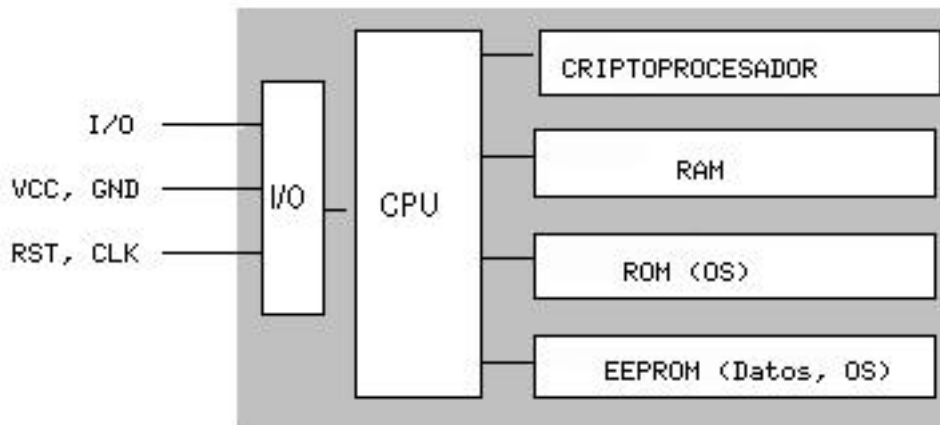 I/O
VCC, GND
RST, CLK
I/O
CPU
CRIPTOPROCESADOR
RAM
ROM (OS)
EEPROM (Datos, OS)